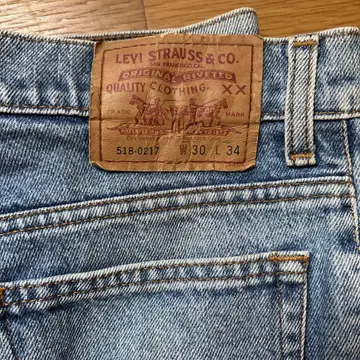 LEVI STRAUSS & CO.
SAN FRANCISCO, CAL.
ORIGINAL RIVETED
QUALITY CLOTHING.
XX
TRADE MARK
518-0217 W 30 L 34